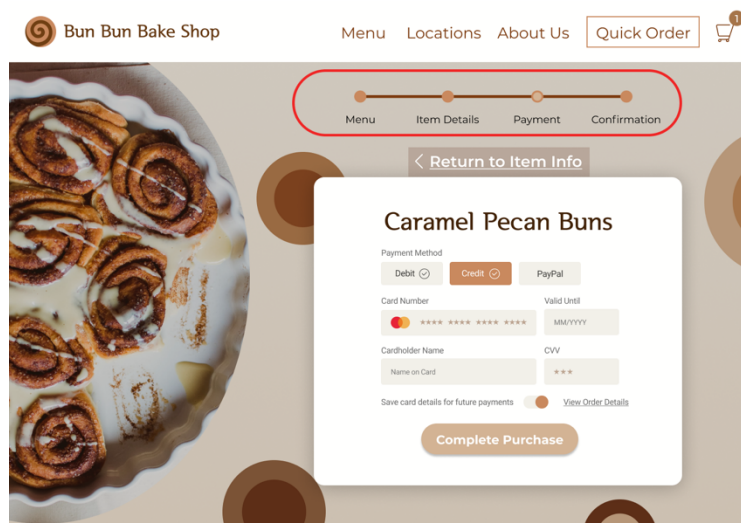 Bun Bun Bake Shop
Menu Locations About Us Quick Order 1
Menu Item Details Payment Confirmation
< Return to Item Info
Caramel Pecan Buns
Payment Method
Debit Credit PayPal
Card Number Valid Until
**** **** **** **** MM/YYYY
Cardholder Name CVV
Name on Card ***
Save card details for future payments View Order Details
Complete Purchase